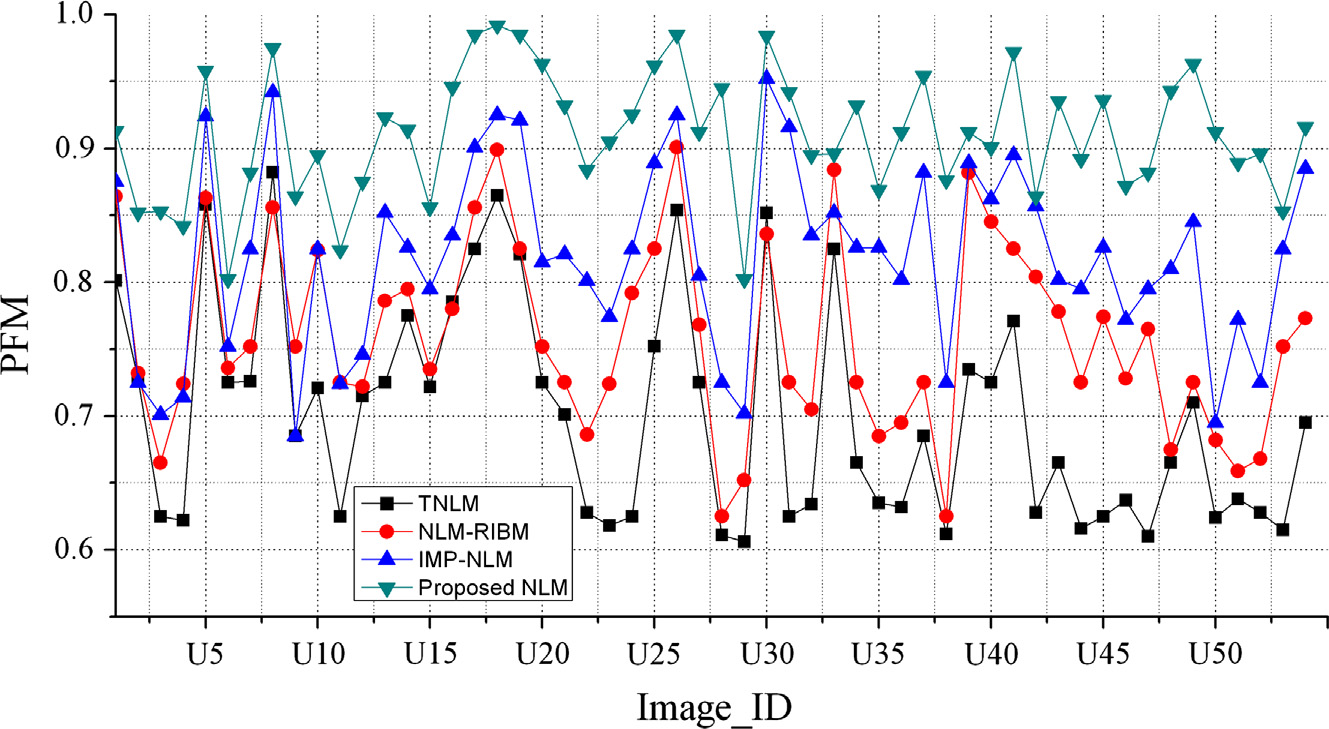 1.0
0.9
0.8
0.7
0.6
PFM
TNLM
NLM-RIBM
IMP-NLM
Proposed NLM
U5 U10 U15 U20 U25 U30 U35 U40 U45 U50
Image_ID